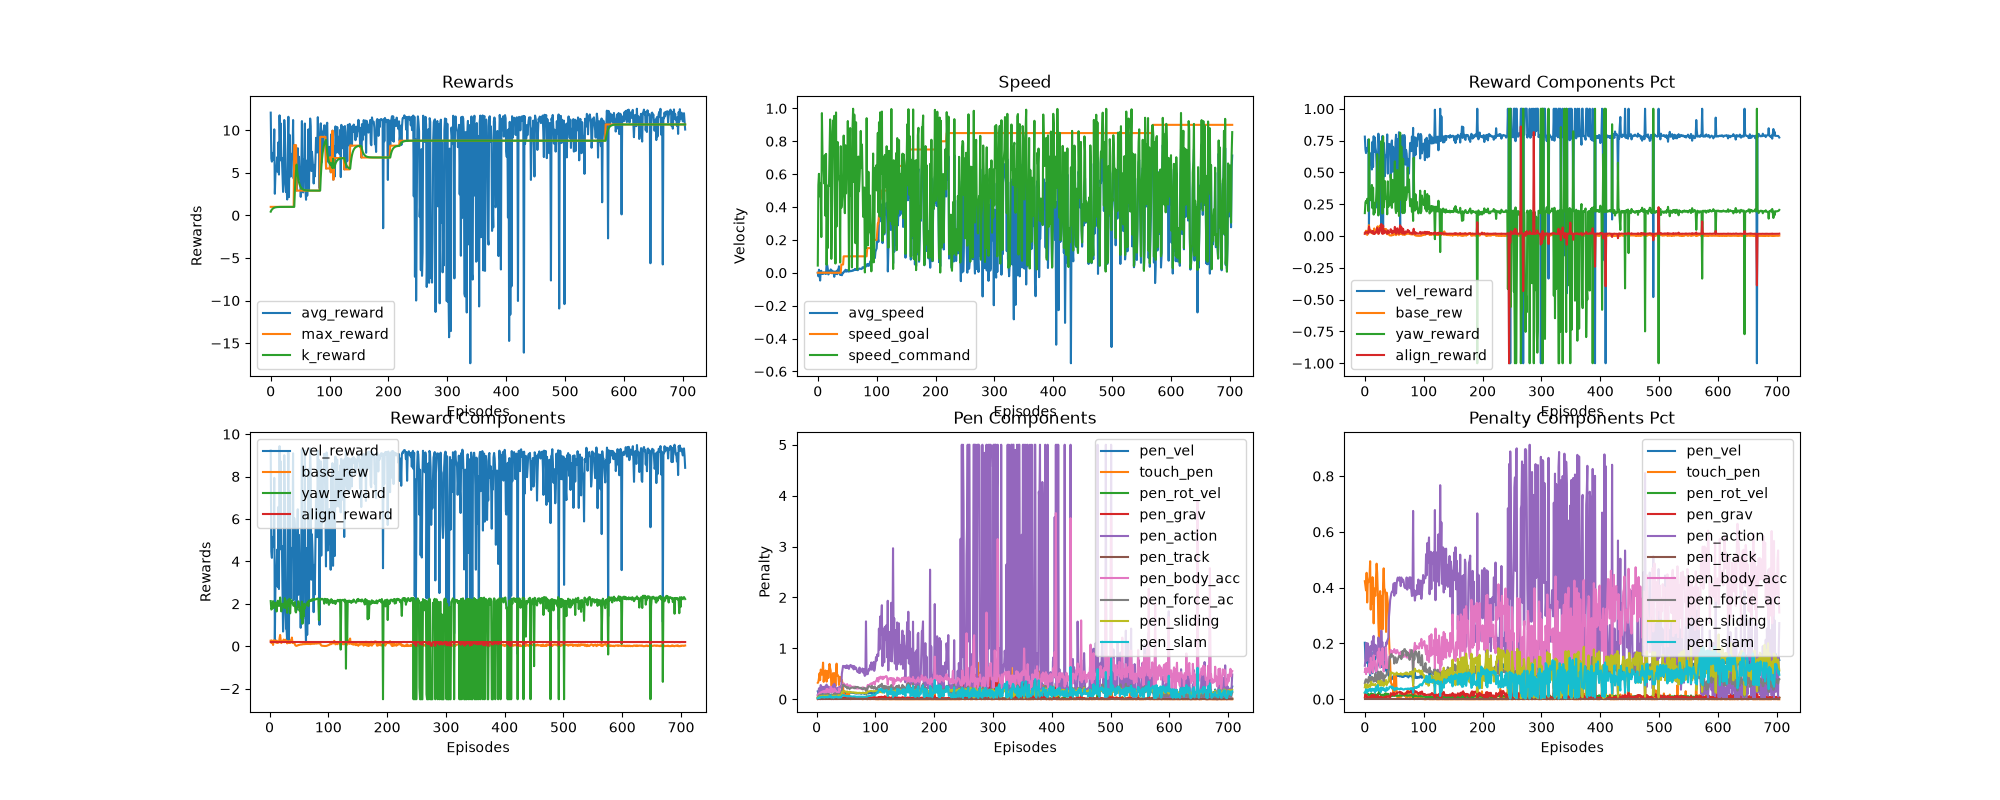 Rewards
Rewards
10
5
0
−5
−10
−15
avg_reward
max_reward
k_reward
0 100 200 300 400 500 600 700
Episodes
Speed
Velocity
1.0
0.8
0.6
0.4
0.2
0.0
−0.2
−0.4
−0.6
avg_speed
speed_goal
speed_command
0 100 200 300 400 500 600 700
Episodes
Reward Components Pct
1.00
0.75
0.50
0.25
0.00
−0.25
−0.50
−0.75
−1.00
vel_reward
base_rew
yaw_reward
align_reward
0 100 200 300 400 500 600 700
Episodes
Reward Components
Rewards
10
8
6
4
2
0
−2
vel_reward
base_rew
yaw_reward
align_reward
0 100 200 300 400 500 600 700
Episodes
Pen Components
Penalty
5
4
3
2
1
0
pen_vel
touch_pen
pen_rot_vel
pen_grav
pen_action
pen_track
pen_body_acc
pen_force_ac
pen_sliding
pen_slam
0 100 200 300 400 500 600 700
Episodes
Penalty Components Pct
0.8
0.6
0.4
0.2
0.0
pen_vel
touch_pen
pen_rot_vel
pen_grav
pen_action
pen_track
pen_body_acc
pen_force_ac
pen_sliding
pen_slam
0 100 200 300 400 500 600 700
Episodes